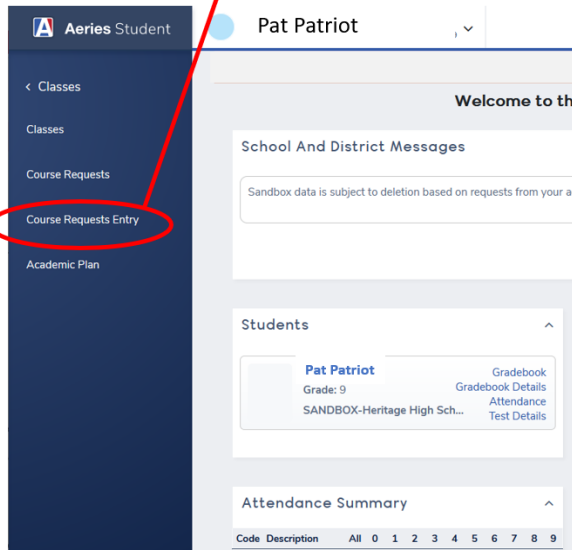 Aeries Student
Pat Patriot
< Classes
Classes
Course Requests
Course Requests Entry
Academic Plan
Welcome to th
School And District Messages
Sandbox data is subject to deletion based on requests from your a
Students
Pat Patriot
Grade: 9
SANDBOX-Heritage High Sch...
Gradebook
Gradebook Details
Attendance
Test Details
Attendance Summary
Code Description All 0 1 2 3 4 5 6 7 8 9